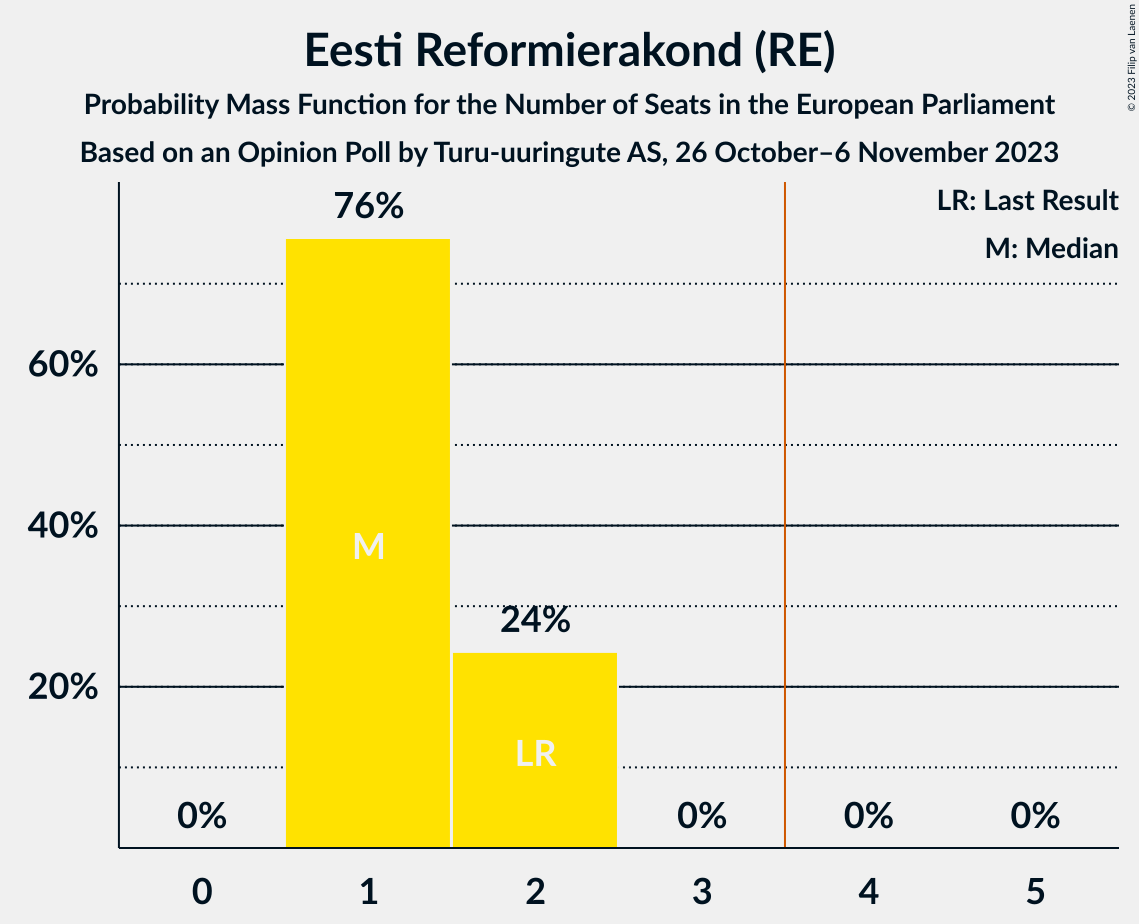 Eesti Reformierakond (RE)
Probability Mass Function for the Number of Seats in the European Parliament
Based on an Opinion Poll by Turu-uuringute AS, 26 October–6 November 2023
© 2023 Filip van Laenen
LR: Last Result
M: Median
76%
60%
40%
M
24%
20%
LR
0%
0%
0%
0%
0 1 2 3 4 5